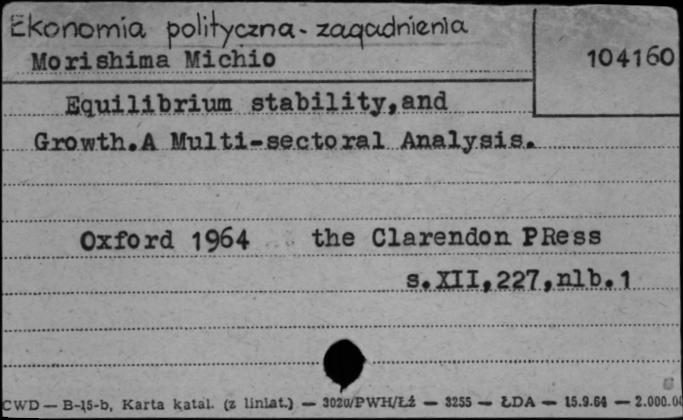 Ekonomia polityczna - zagadnienia
Morishima Michio
104160
Equilibrium stability,and
Growth.A Multi-sectoral Analysis.
Oxford 1964 the Clarendon PRess
s.XII,227,nlb.1
CWD — B-15-b, Karta katal. (z liniat.) — 3020/PWH/Łź — 3255 — ŁDA — 15.9.64 — 2.000.00